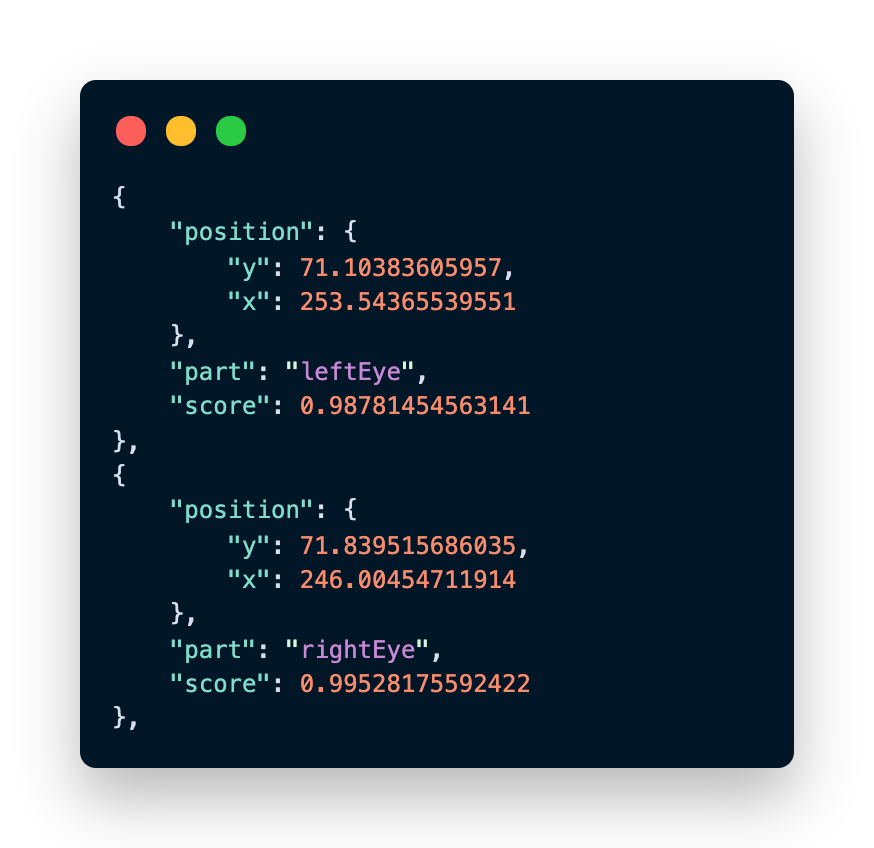 {
    "position": {
        "y": 71.10383605957,
        "x": 253.54365539551
    },
    "part": "leftEye",
    "score": 0.98781454563141
},
{
    "position": {
        "y": 71.839515686035,
        "x": 246.00454711914
    },
    "part": "rightEye",
    "score": 0.99528175592422
},